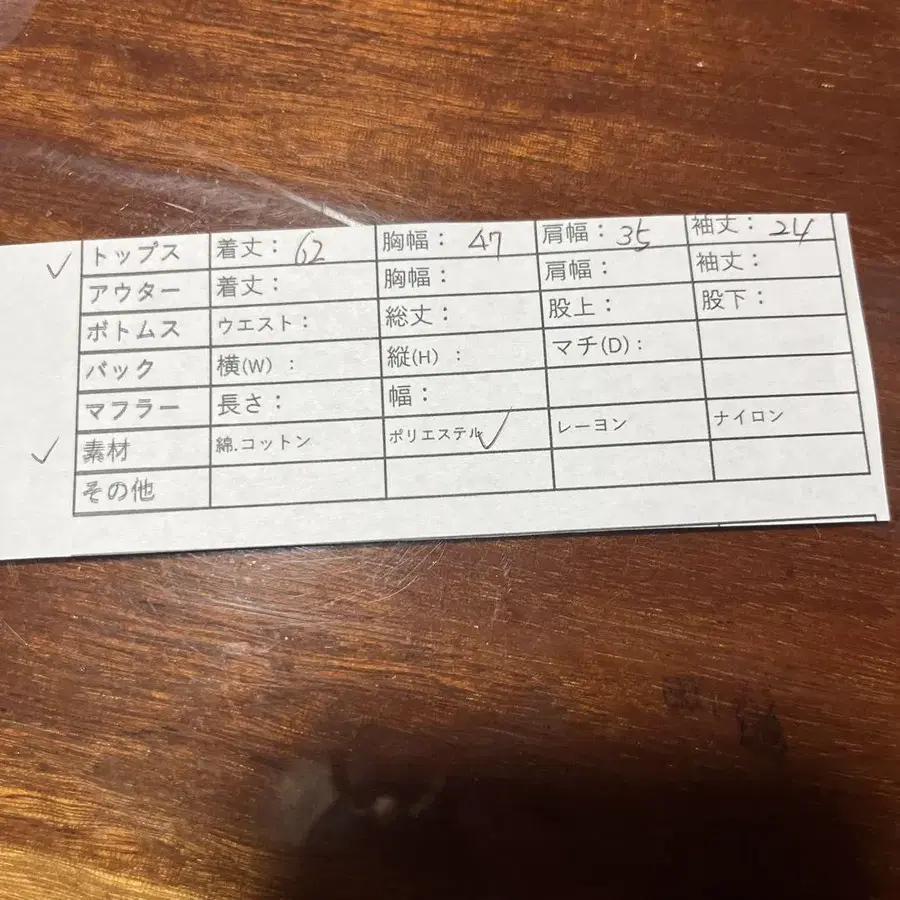 ✓ トップス 着丈：62 胸幅：47 肩幅：35 袖丈：24
アウター 着丈： 胸幅： 肩幅： 袖丈：
ボトムス ウエスト： 総丈： 股上： 股下：
バック 横(W)： 縦(H)： マチ(D)：
マフラー 長さ： 幅：
✓ 素材 綿.コットン ポリエステル✓ レーヨン ナイロン
その他